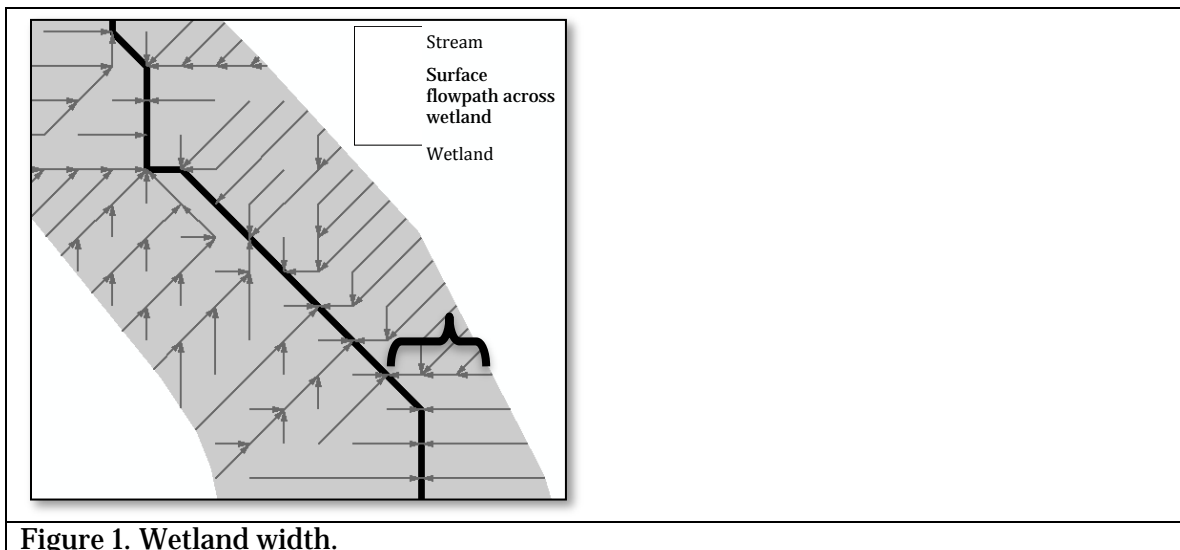 Stream
Surface
flowpath across
wetland
Wetland
Figure 1. Wetland width.